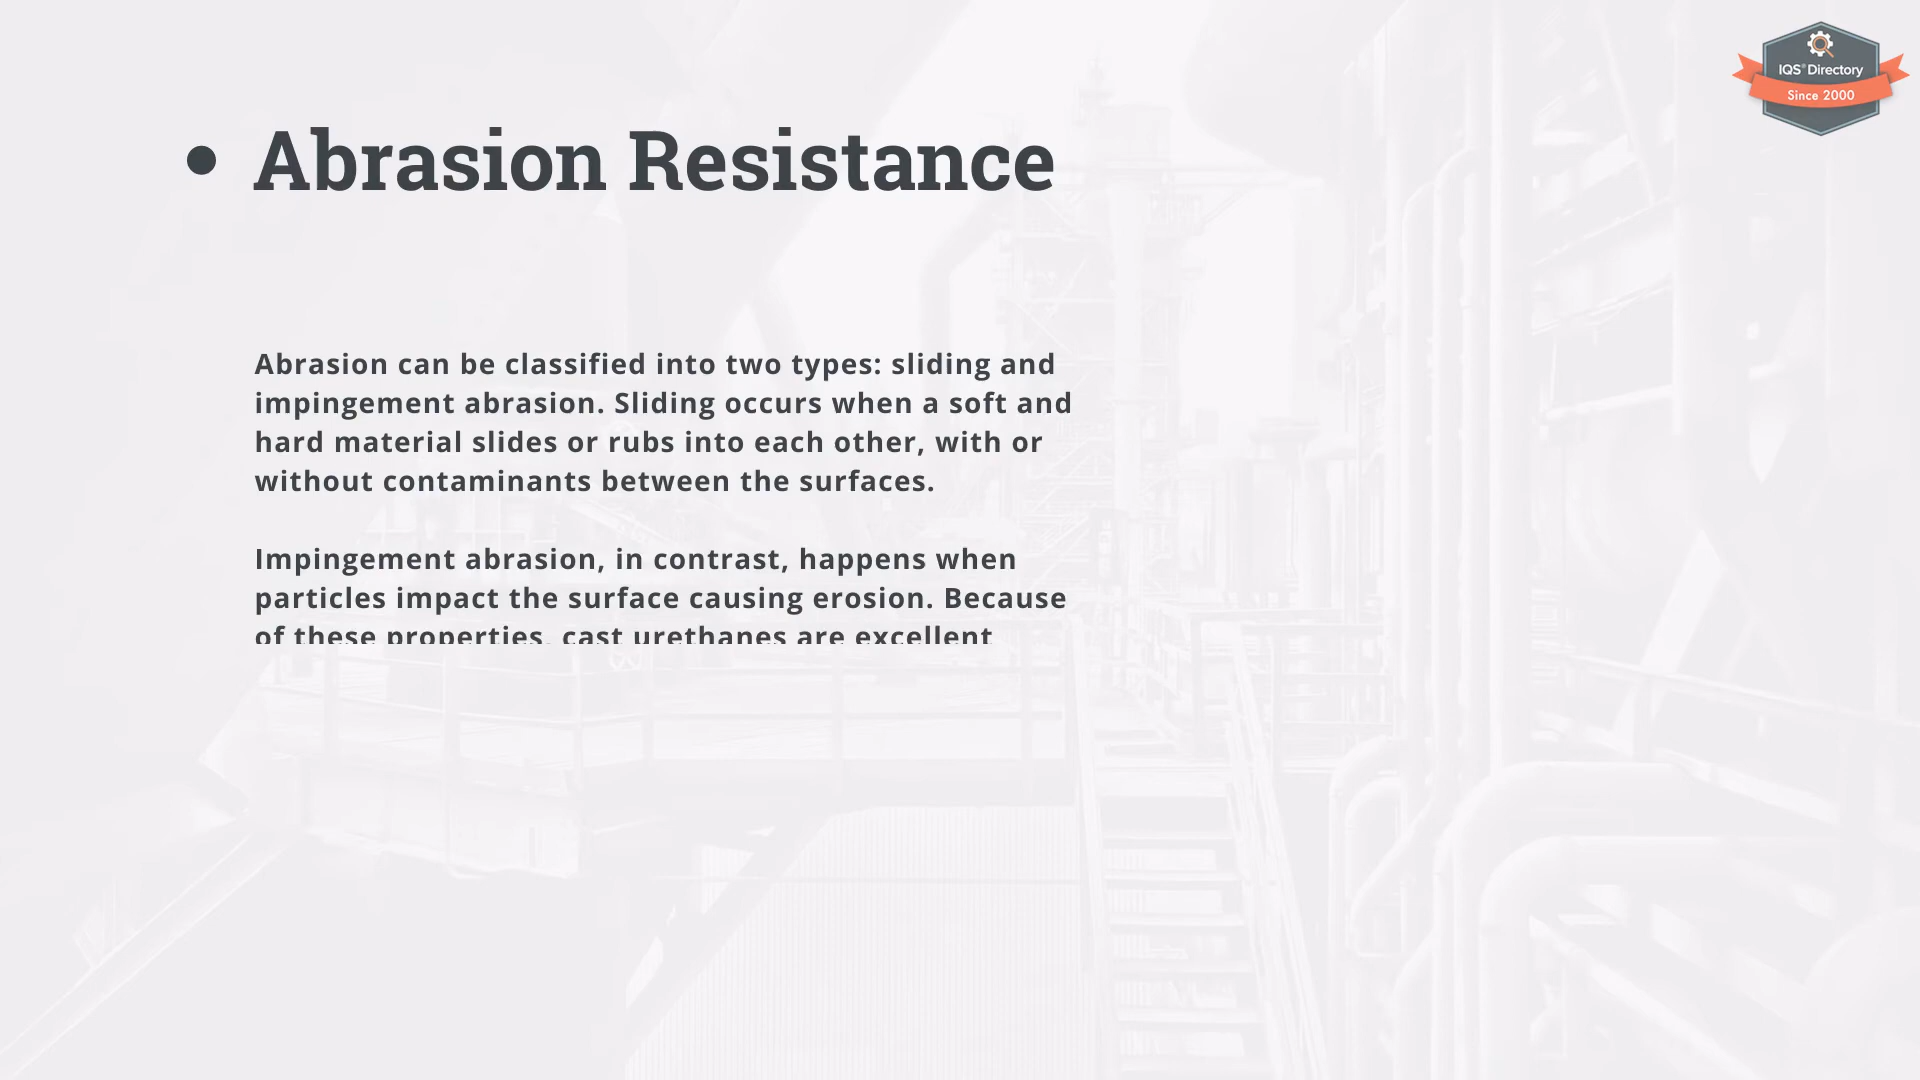 IQS® Directory
Since 2000
• Abrasion Resistance
Abrasion can be classified into two types: sliding and
impingement abrasion. Sliding occurs when a soft and
hard material slides or rubs into each other, with or
without contaminants between the surfaces.
Impingement abrasion, in contrast, happens when
particles impact the surface causing erosion. Because
of these properties, cast urethanes are excellent